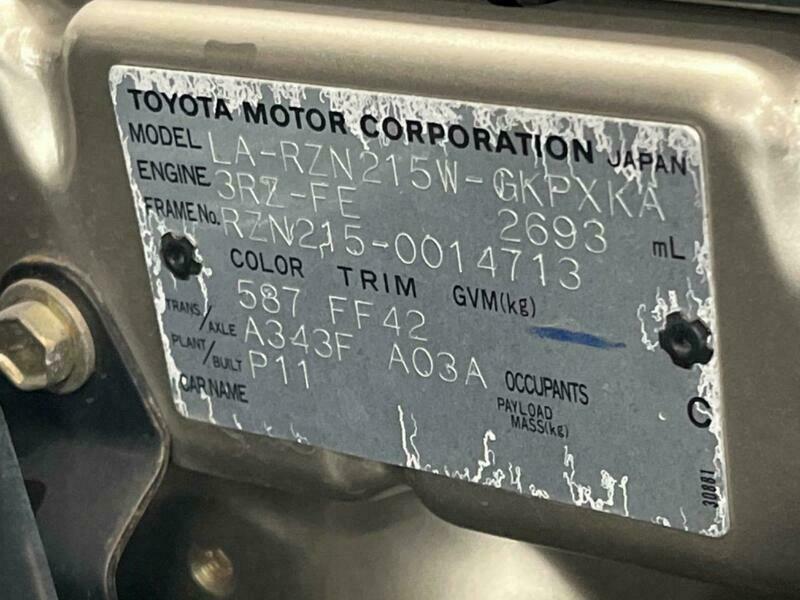 TOYOTA MOTOR CORPORATION JAPAN
MODEL LA-RZN215W-GKPXKA
ENGINE 3RZ-FE 2693 mL
FRAME No. RZN215-0014713
COLOR TRIM GVM(kg)
587 FF42
TRANS./AXLE A343F A03A
PLANT/BUILT P11 OCCUPANTS
CAR NAME PAYLOAD MASS(kg) C
30881